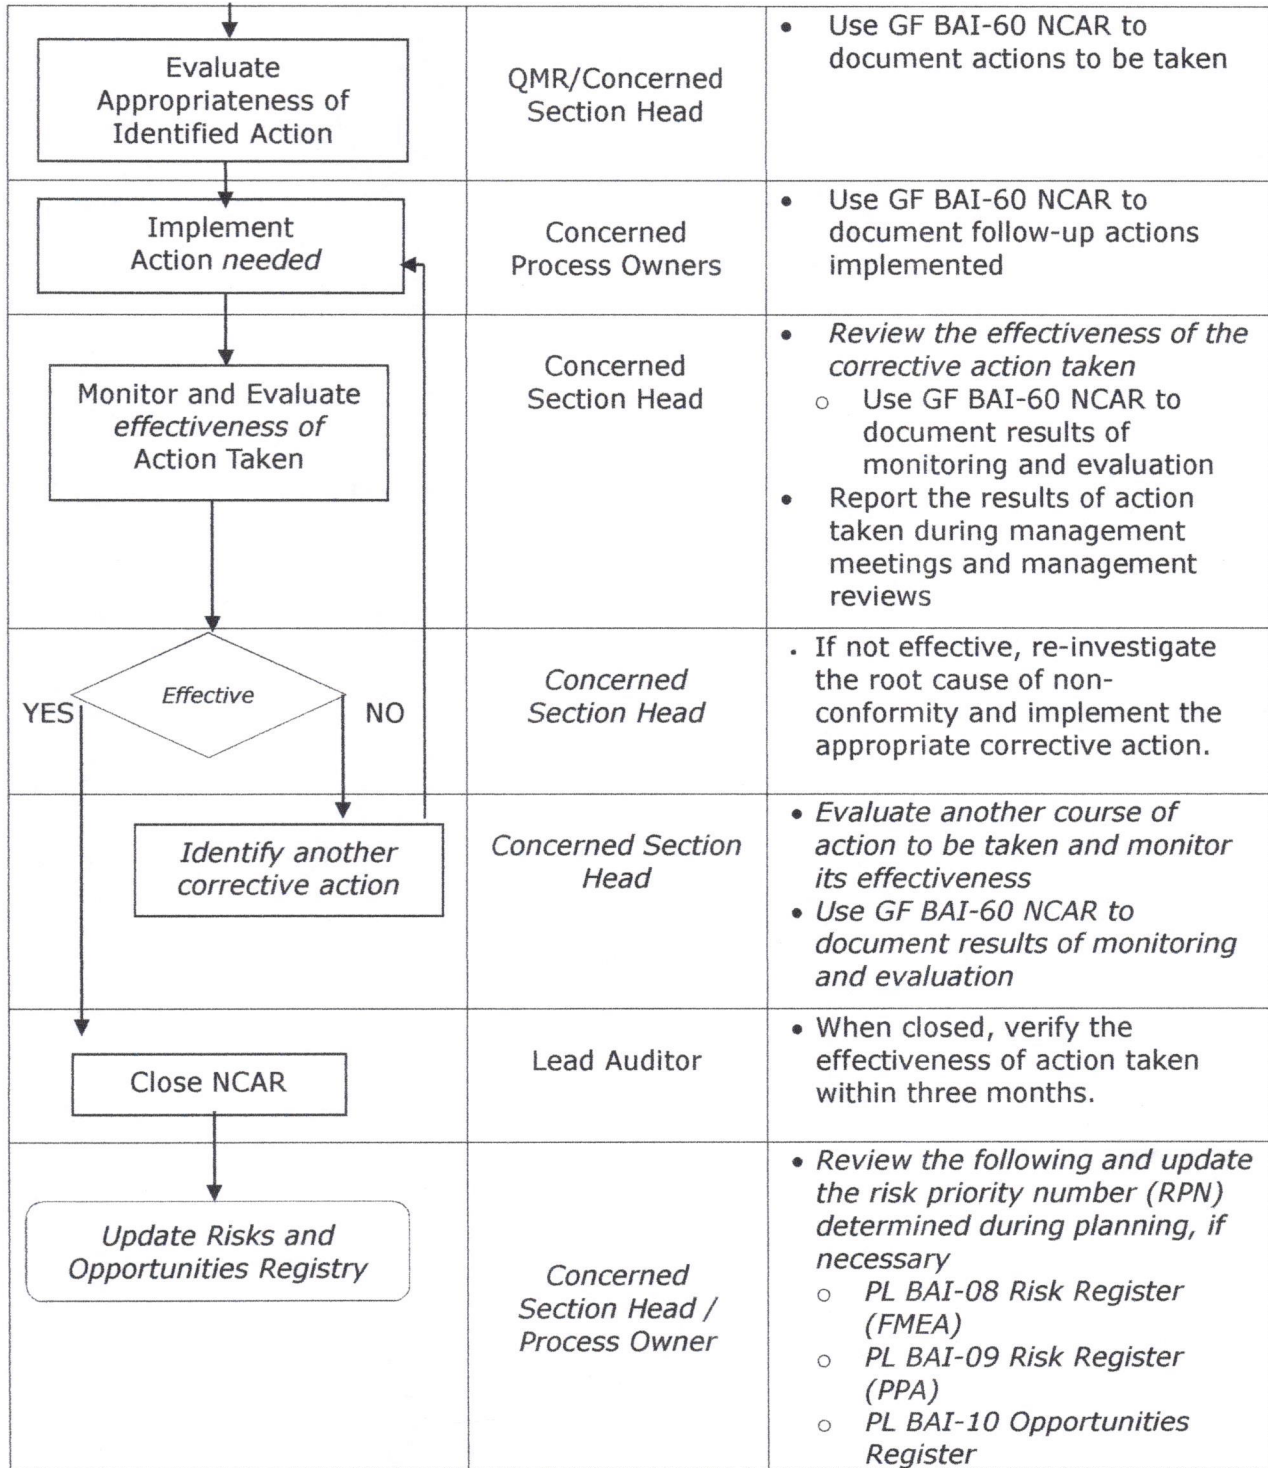 Evaluate
Appropriateness of
Identified Action
QMR/Concerned
Section Head
• Use GF BAI-60 NCAR to
document actions to be taken
Implement
Action needed
Concerned
Process Owners
• Use GF BAI-60 NCAR to
document follow-up actions
implemented
Monitor and Evaluate
effectiveness of
Action Taken
Concerned
Section Head
• Review the effectiveness of the
corrective action taken
o Use GF BAI-60 NCAR to
document results of
monitoring and evaluation
• Report the results of action
taken during management
meetings and management
reviews
YES
Effective
NO
Concerned
Section Head
• If not effective, re-investigate
the root cause of non-
conformity and implement the
appropriate corrective action.
Identify another
corrective action
Concerned Section
Head
• Evaluate another course of
action to be taken and monitor
its effectiveness
• Use GF BAI-60 NCAR to
document results of monitoring
and evaluation
Close NCAR
Lead Auditor
• When closed, verify the
effectiveness of action taken
within three months.
Update Risks and
Opportunities Registry
Concerned
Section Head /
Process Owner
• Review the following and update
the risk priority number (RPN)
determined during planning, if
necessary
o PL BAI-08 Risk Register
(FMEA)
o PL BAI-09 Risk Register
(PPA)
o PL BAI-10 Opportunities
Register